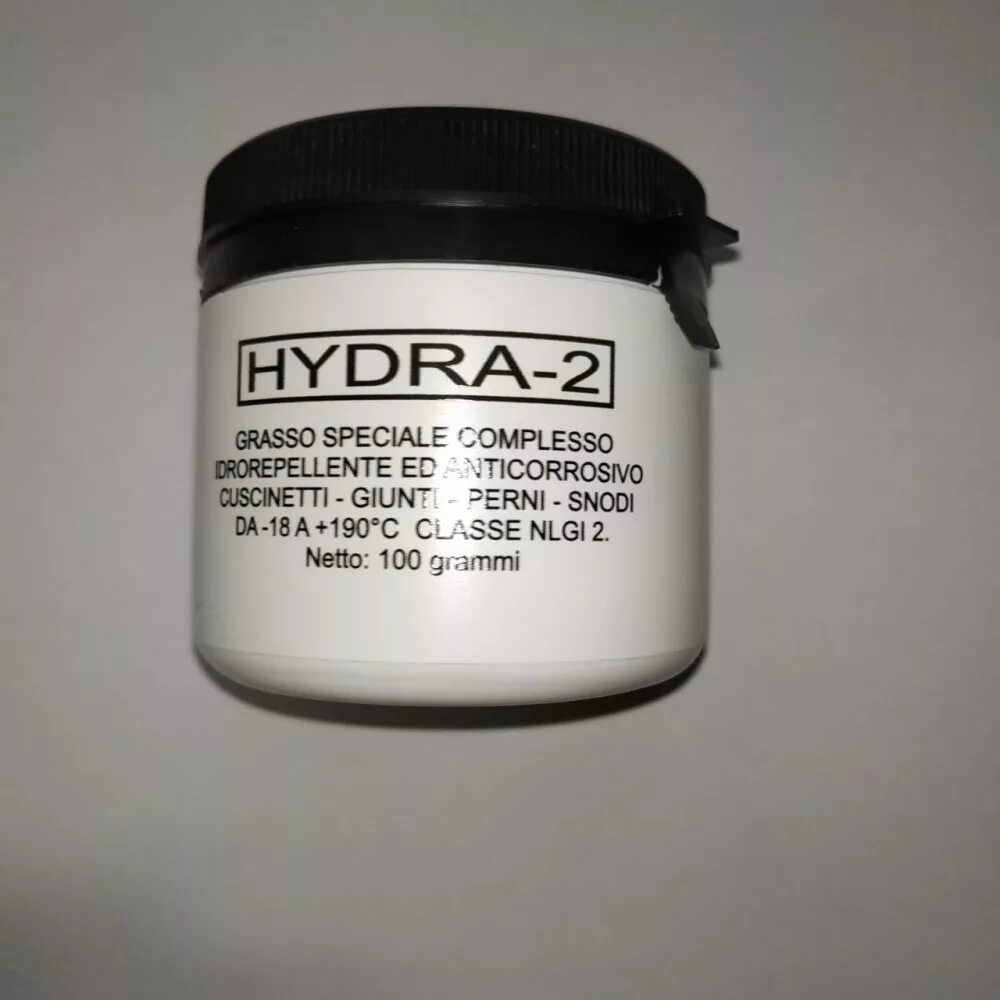 HYDRA-2
GRASSO SPECIALE COMPLESSO
IDROREPELLENTE ED ANTICORROSIVO
CUSCINETTI - GIUNTI - PERNI - SNODI
DA -18 A +190°C CLASSE NLGI 2.
Netto: 100 grammi